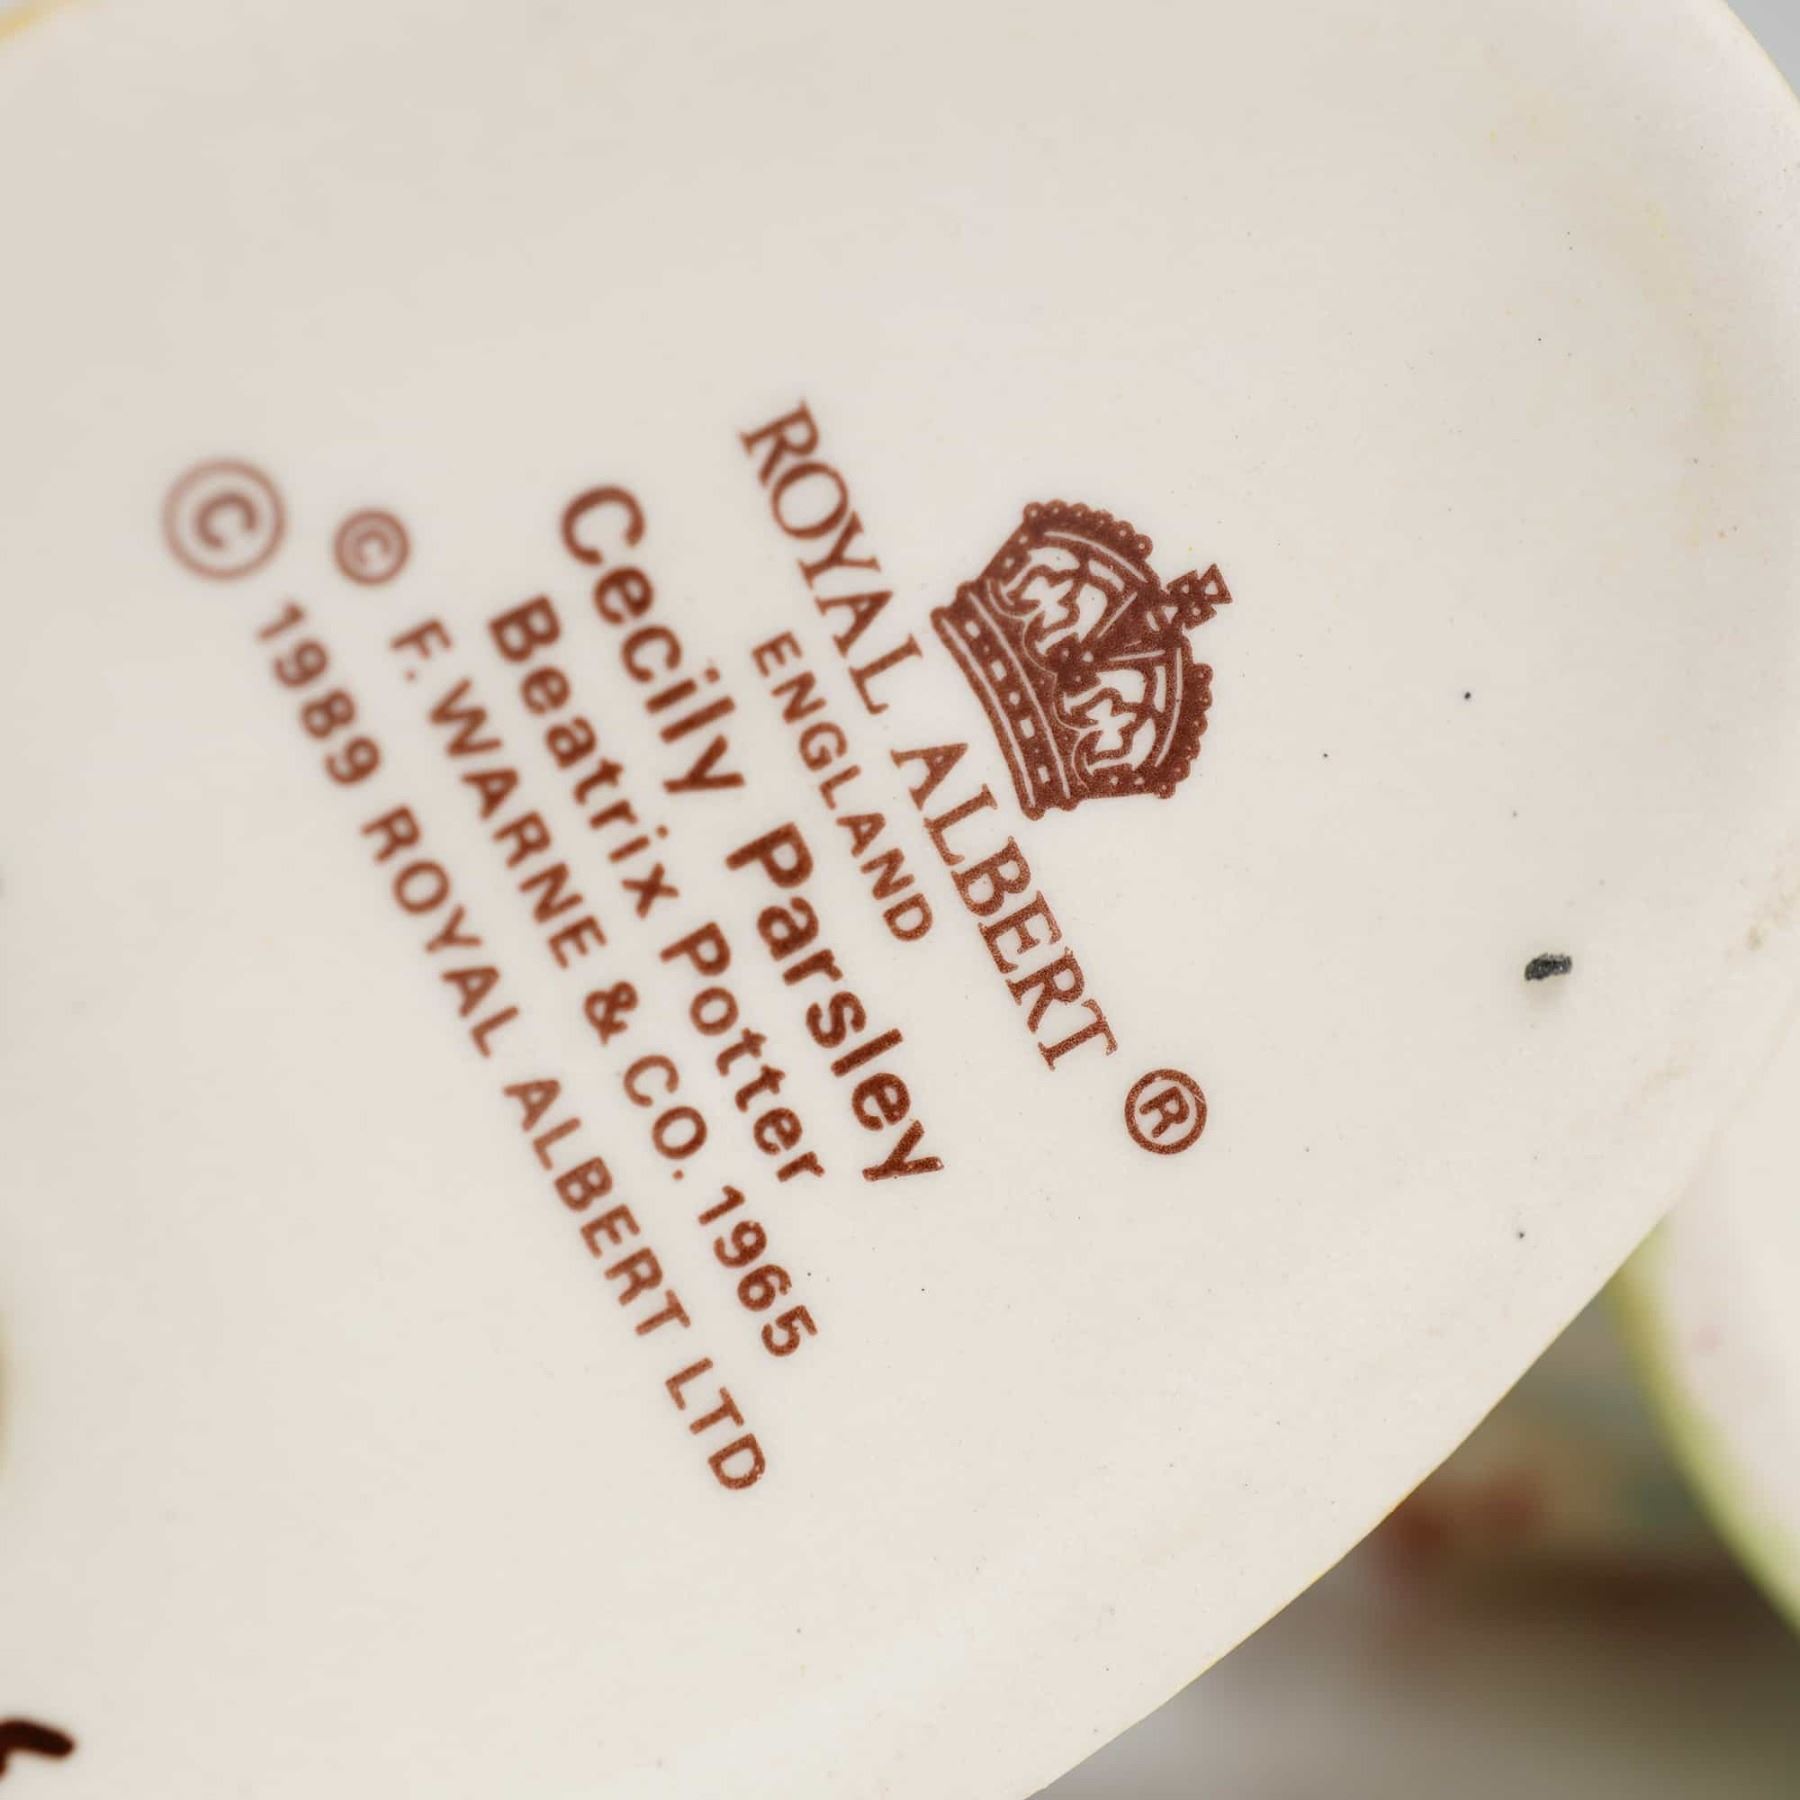 ROYAL ALBERT ®
ENGLAND
Cecily Parsley
Beatrix Potter
© F. WARNE & CO. 1965
© 1989 ROYAL ALBERT LTD